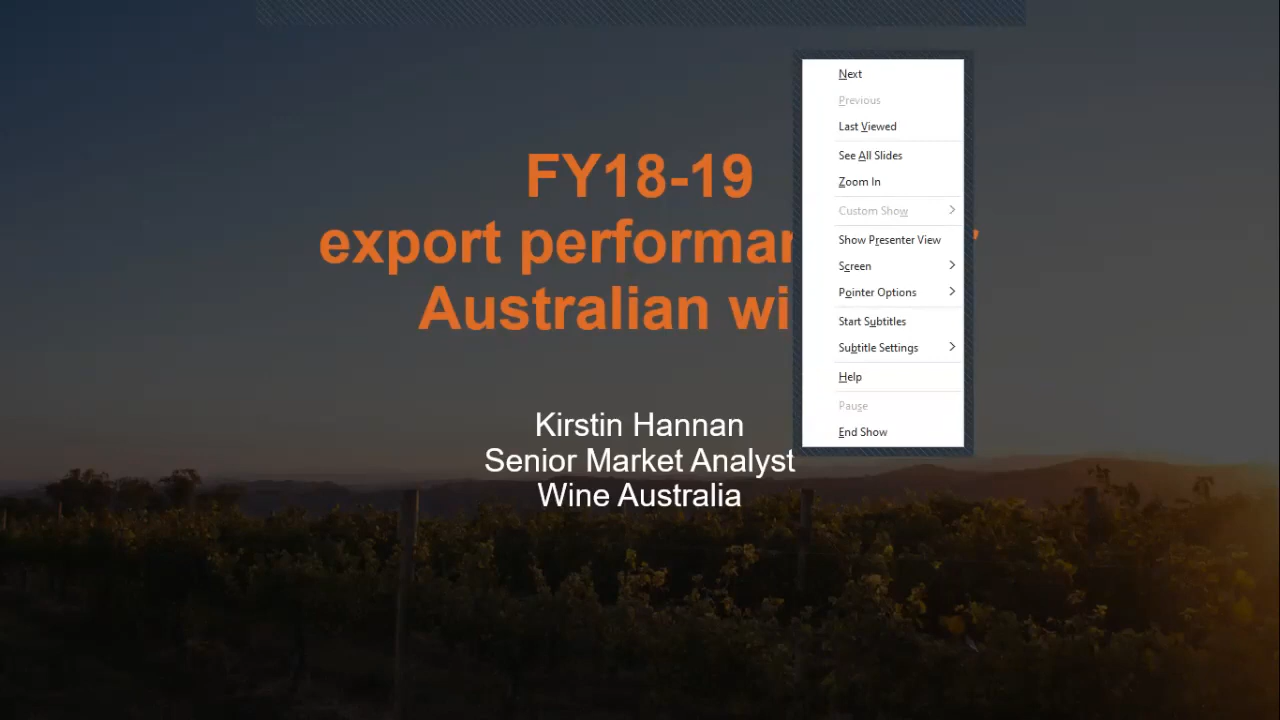 FY18-19
export performa
Australian wi
Kirstin Hannan
Senior Market Analyst
Wine Australia
Next
Previous
Last Viewed
See All Slides
Zoom In
Custom Show
Show Presenter View
Screen
Pointer Options
Start Subtitles
Subtitle Settings
Help
Pause
End Show